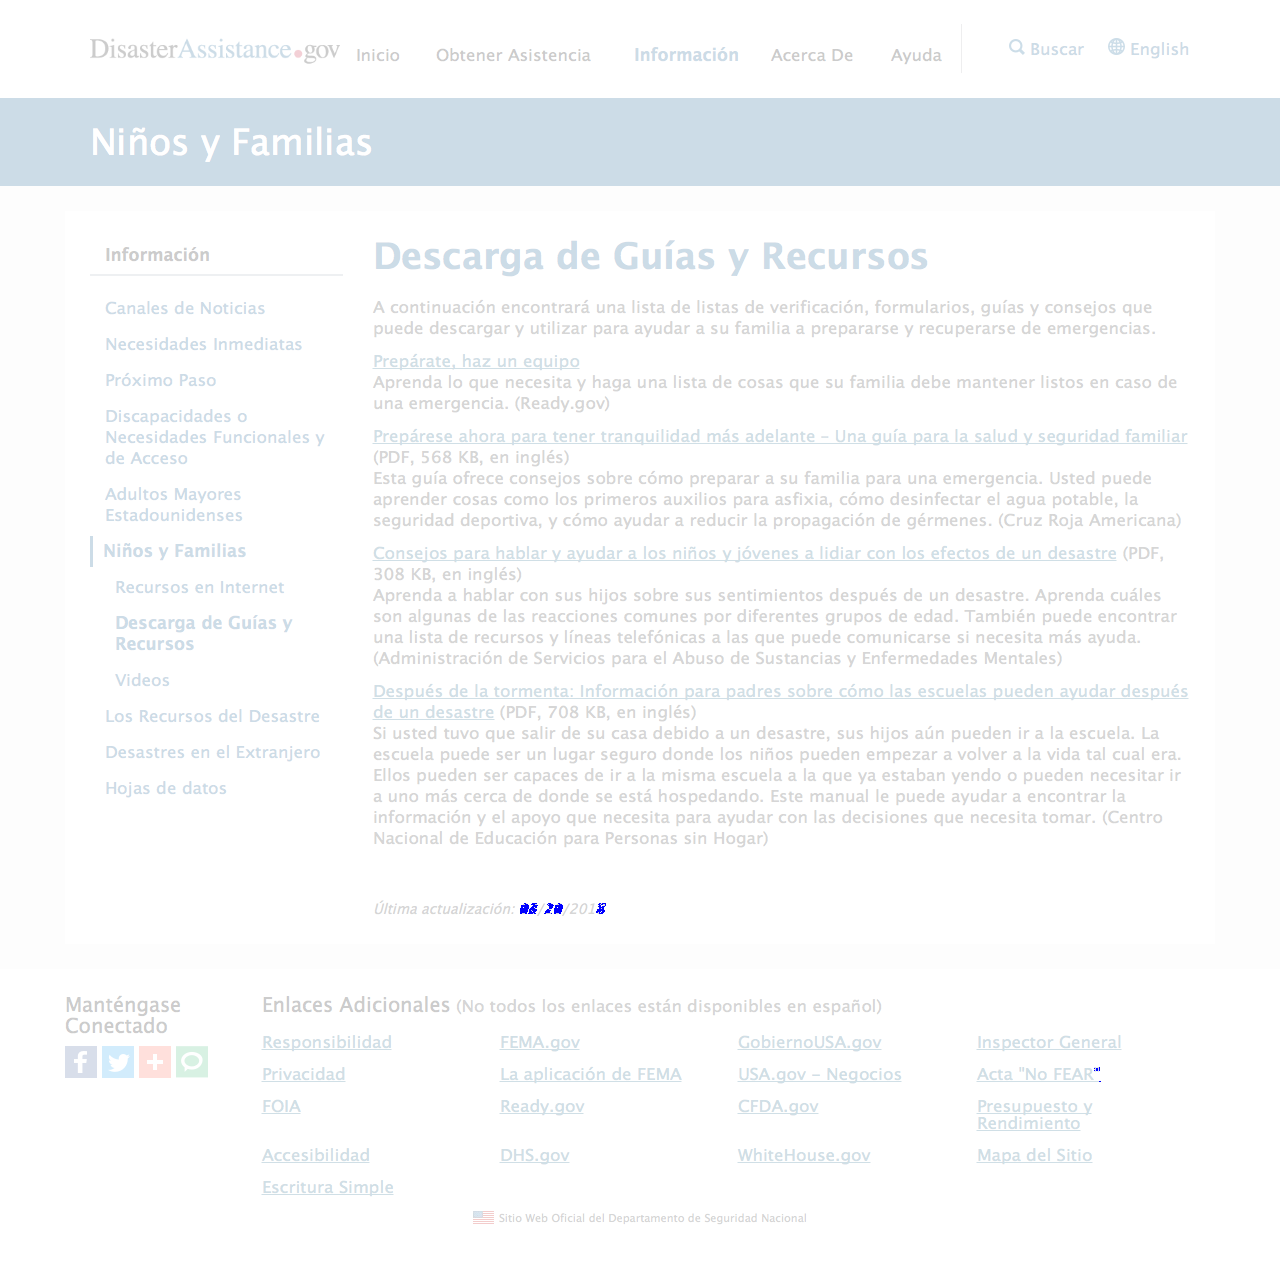 DisasterAssistance.gov
Inicio
Obtener Asistencia
Información
Acerca De
Ayuda
Buscar
English
Niños y Familias
Información
Canales de Noticias
Necesidades Inmediatas
Próximo Paso
Discapacidades o
Necesidades Funcionales y
de Acceso
Adultos Mayores
Estadounidenses
Niños y Familias
Recursos en Internet
Descarga de Guías y
Recursos
Videos
Los Recursos del Desastre
Desastres en el Extranjero
Hojas de datos
Descarga de Guías y Recursos
A continuación encontrará una lista de listas de verificación, formularios, guías y consejos que
puede descargar y utilizar para ayudar a su familia a prepararse y recuperarse de emergencias.
Prepárate, haz un equipo
Aprenda lo que necesita y haga una lista de cosas que su familia debe mantener listos en caso de
una emergencia. (Ready.gov)
Prepárese ahora para tener tranquilidad más adelante – Una guía para la salud y seguridad familiar
(PDF, 568 KB, en inglés)
Esta guía ofrece consejos sobre cómo preparar a su familia para una emergencia. Usted puede
aprender cosas como los primeros auxilios para asfixia, cómo desinfectar el agua potable, la
seguridad deportiva, y cómo ayudar a reducir la propagación de gérmenes. (Cruz Roja Americana)
Consejos para hablar y ayudar a los niños y jóvenes a lidiar con los efectos de un desastre (PDF,
308 KB, en inglés)
Aprenda a hablar con sus hijos sobre sus sentimientos después de un desastre. Aprenda cuáles
son algunas de las reacciones comunes por diferentes grupos de edad. También puede encontrar
una lista de recursos y líneas telefónicas a las que puede comunicarse si necesita más ayuda.
(Administración de Servicios para el Abuso de Sustancias y Enfermedades Mentales)
Después de la tormenta: Información para padres sobre cómo las escuelas pueden ayudar después
de un desastre (PDF, 708 KB, en inglés)
Si usted tuvo que salir de su casa debido a un desastre, sus hijos aún pueden ir a la escuela. La
escuela puede ser un lugar seguro donde los niños pueden empezar a volver a la vida tal cual era.
Ellos pueden ser capaces de ir a la misma escuela a la que ya estaban yendo o pueden necesitar ir
a uno más cerca de donde se está hospedando. Este manual le puede ayudar a encontrar la
información y el apoyo que necesita para ayudar con las decisiones que necesita tomar. (Centro
Nacional de Educación para Personas sin Hogar)
Última actualización:
Manténgase
Conectado
Enlaces Adicionales (No todos los enlaces están disponibles en español)
Responsibilidad
FEMA.gov
GobiernoUSA.gov
Inspector General
Privacidad
La aplicación de FEMA
USA.gov – Negocios
Acta "No FEAR"
FOIA
Ready.gov
CFDA.gov
Presupuesto y
Rendimiento
Accesibilidad
DHS.gov
WhiteHouse.gov
Mapa del Sitio
Escritura Simple
Sitio Web Oficial del Departamento de Seguridad Nacional